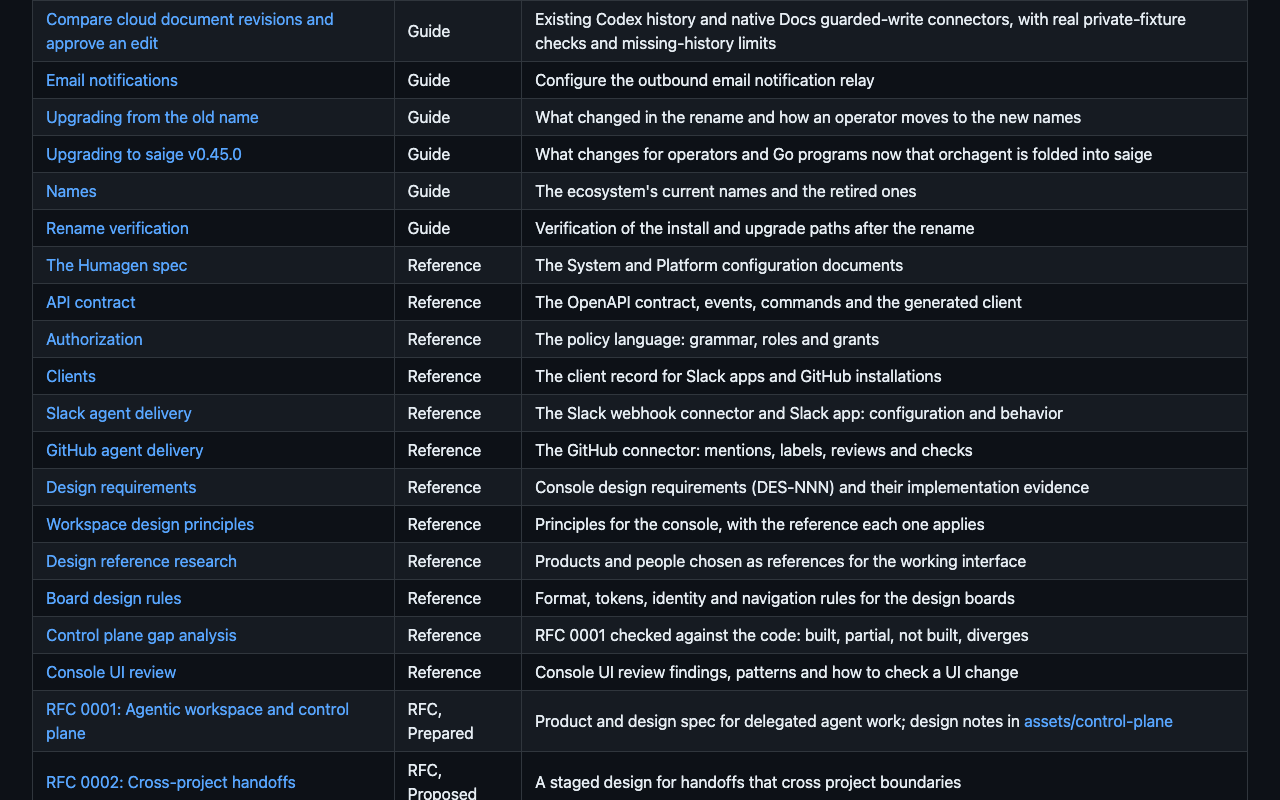 Compare cloud document revisions and approve an edit
Guide
Existing Codex history and native Docs guarded-write connectors, with real private-fixture checks and missing-history limits
Email notifications
Guide
Configure the outbound email notification relay
Upgrading from the old name
Guide
What changed in the rename and how an operator moves to the new names
Upgrading to saige v0.45.0
Guide
What changes for operators and Go programs now that orchagent is folded into saige
Names
Guide
The ecosystem's current names and the retired ones
Rename verification
Guide
Verification of the install and upgrade paths after the rename
The Humagen spec
Reference
The System and Platform configuration documents
API contract
Reference
The OpenAPI contract, events, commands and the generated client
Authorization
Reference
The policy language: grammar, roles and grants
Clients
Reference
The client record for Slack apps and GitHub installations
Slack agent delivery
Reference
The Slack webhook connector and Slack app: configuration and behavior
GitHub agent delivery
Reference
The GitHub connector: mentions, labels, reviews and checks
Design requirements
Reference
Console design requirements (DES-NNN) and their implementation evidence
Workspace design principles
Reference
Principles for the console, with the reference each one applies
Design reference research
Reference
Products and people chosen as references for the working interface
Board design rules
Reference
Format, tokens, identity and navigation rules for the design boards
Control plane gap analysis
Reference
RFC 0001 checked against the code: built, partial, not built, diverges
Console UI review
Reference
Console UI review findings, patterns and how to check a UI change
RFC 0001: Agentic workspace and control plane
RFC, Prepared
Product and design spec for delegated agent work; design notes in assets/control-plane
RFC 0002: Cross-project handoffs
RFC, Proposed
A staged design for handoffs that cross project boundaries